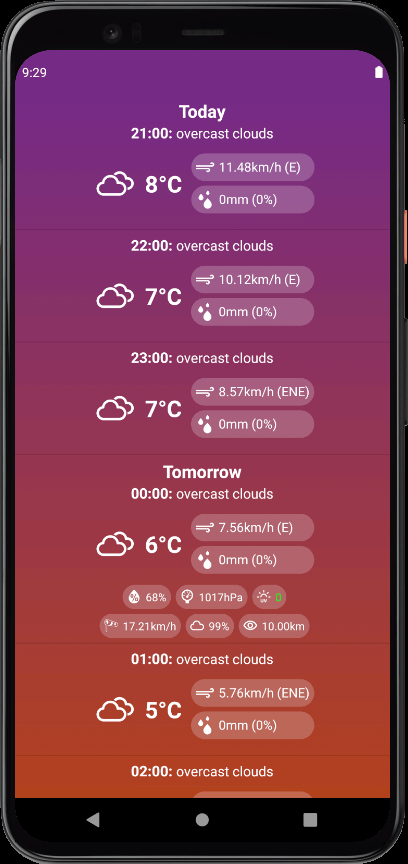 9:29
Today
21:00: overcast clouds
8°C
11.48km/h (E)
0mm (0%)
22:00: overcast clouds
7°C
10.12km/h (E)
0mm (0%)
23:00: overcast clouds
7°C
8.57km/h (ENE)
0mm (0%)
Tomorrow
00:00: overcast clouds
6°C
7.56km/h (E)
0mm (0%)
68% 1017hPa UV 0
17.21km/h 99% 10.00km
01:00: overcast clouds
5°C
5.76km/h (ENE)
0mm (0%)
02:00: overcast clouds